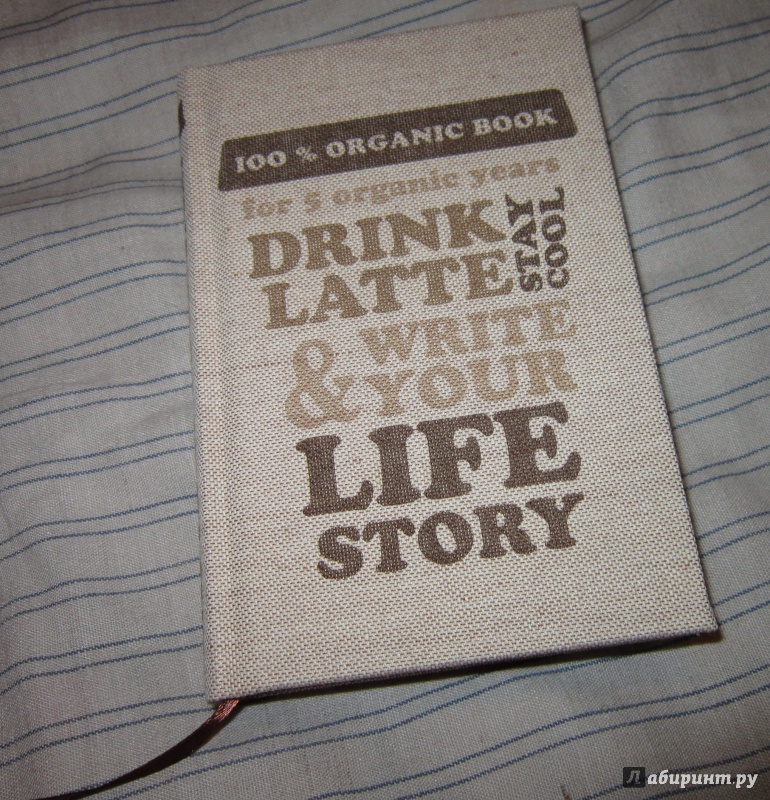 100 % ORGANIC BOOK
for 5 organic years
DRINK
LATTE
STAY
COOL
& WRITE
YOUR
LIFE
STORY
Лабиринт.ру